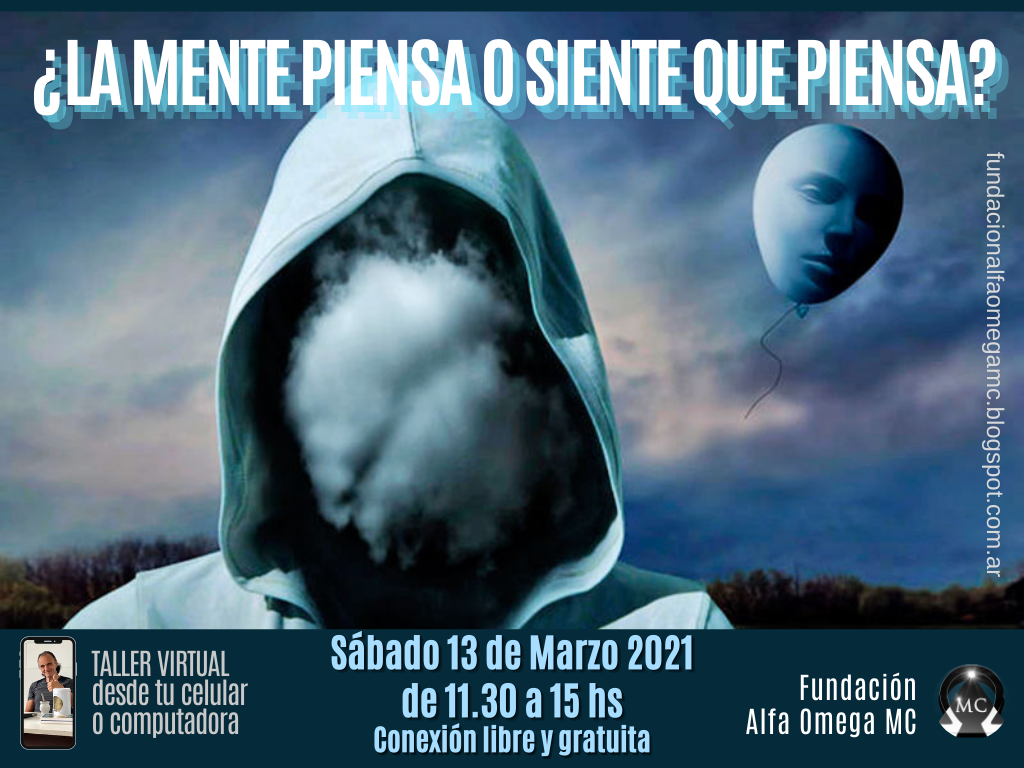 ¿LA MENTE PIENSA O SIENTE QUE PIENSA?
fundacionalfaomegamc.blogspot.com.ar
TALLER VIRTUAL
desde tu celular
o computadora
Sábado 13 de Marzo 2021
de 11.30 a 15 hs
Conexión libre y gratuita
Fundación
Alfa Omega MC
MC